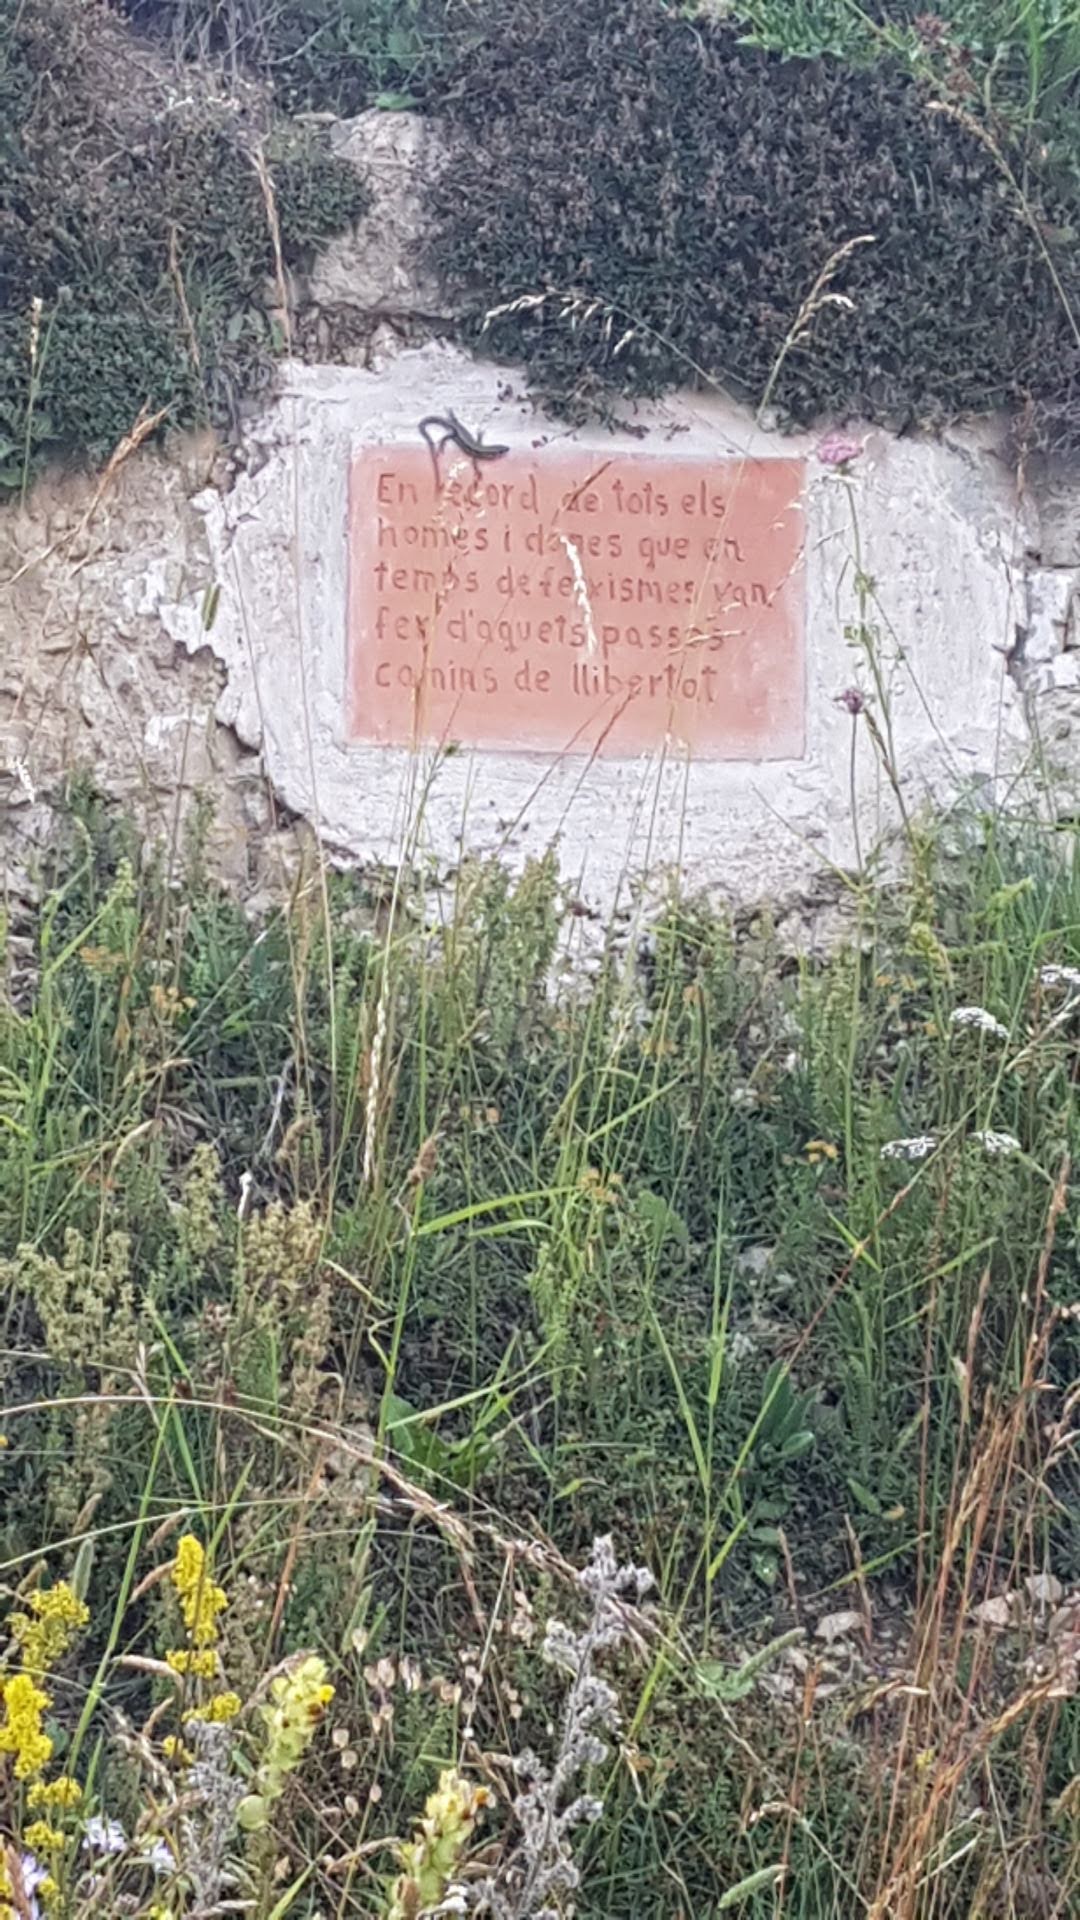 En record de tots els
homes i dones que en
temps de feixismes van
fer d'aquets passos
camins de llibertat